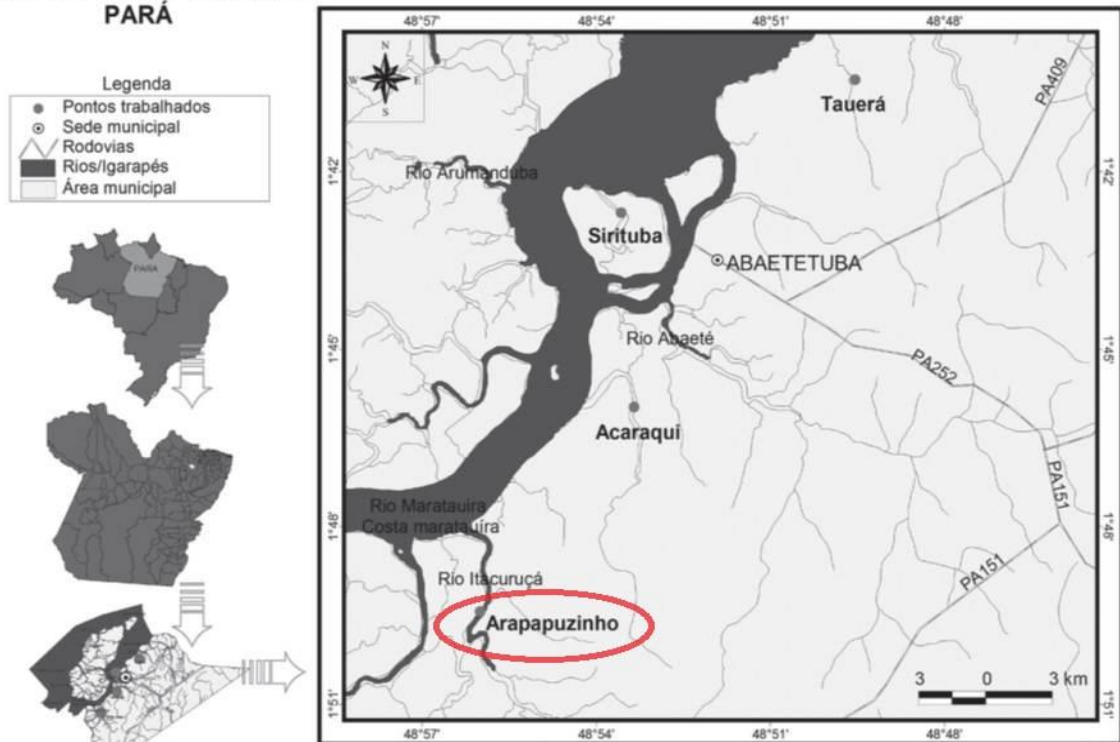 PARÁ
Legenda
Pontos trabalhados
Sede municipal
Rodovias
Rios/Igarapés
Área municipal
PARÁ
48°57'
48°54'
48°51'
48°48'
N
W
E
S
Tauerá
PA409
1°42'
1°42'
Rio Arumanduba
Sirituba
ABAETETUBA
Rio Abaeté
1°45'
1°45'
PA252
Acaraqui
PA151
Rio Maratauira
Costa maratauíra
1°48'
1°48'
PA151
Rio Itacuruçá
Arapapuzinho
3
0
3 km
1°51'
1°51'
48°57'
48°54'
48°51'
48°48'